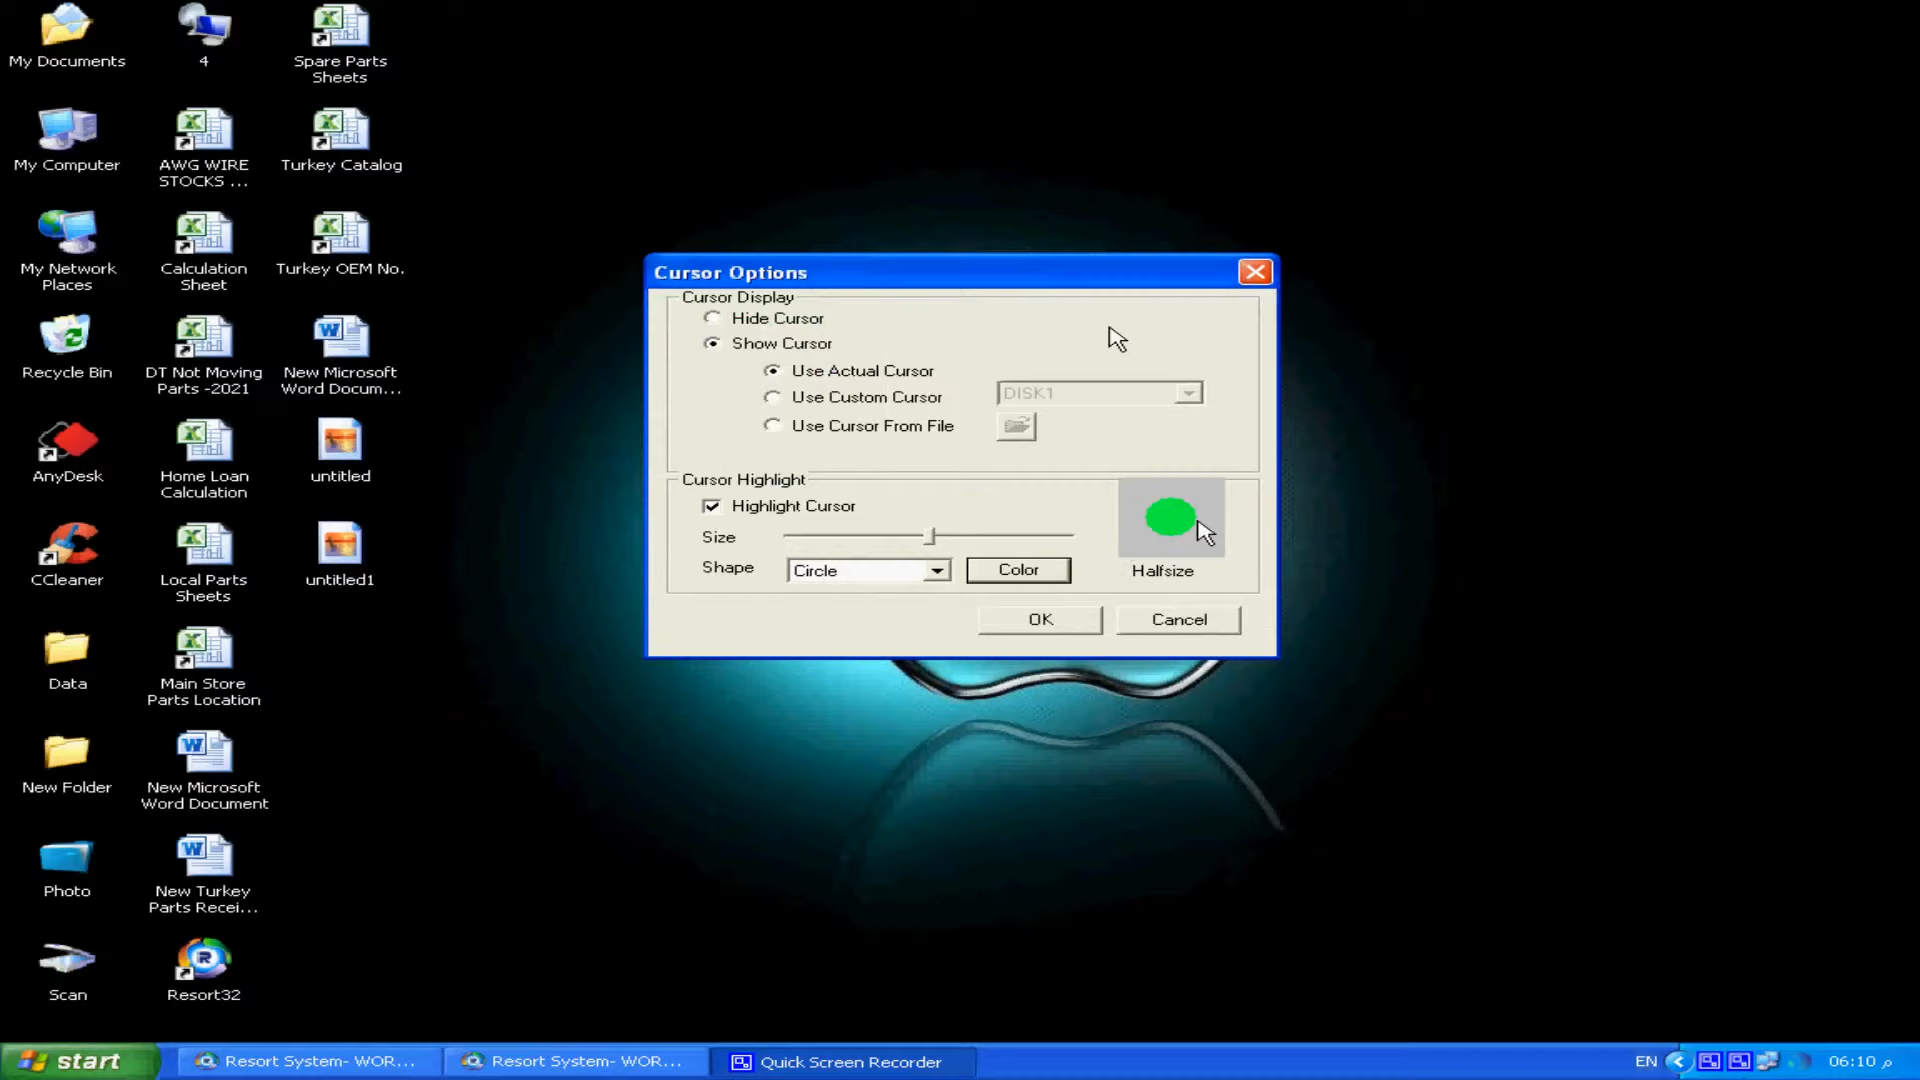 My Documents
4
Spare Parts
Sheets
My Computer
AWG WIRE
STOCKS ...
Turkey Catalog
My Network
Places
Calculation
Sheet
Turkey OEM No.
Recycle Bin
DT Not Moving
Parts -2021
New Microsoft
Word Docum...
AnyDesk
Home Loan
Calculation
untitled
CCleaner
Local Parts
Sheets
untitled1
Data
Main Store
Parts Location
New Folder
New Microsoft
Word Document
Photo
New Turkey
Parts Recei...
Scan
Resort32
Cursor Options
Cursor Display
Hide Cursor
Show Cursor
Use Actual Cursor
Use Custom Cursor
DISK1
Use Cursor From File
Cursor Highlight
Highlight Cursor
Size
Shape
Circle
Color
Halfsize
OK
Cancel
start
Resort System- WOR...
Resort System- WOR...
Quick Screen Recorder
EN
06:10 م